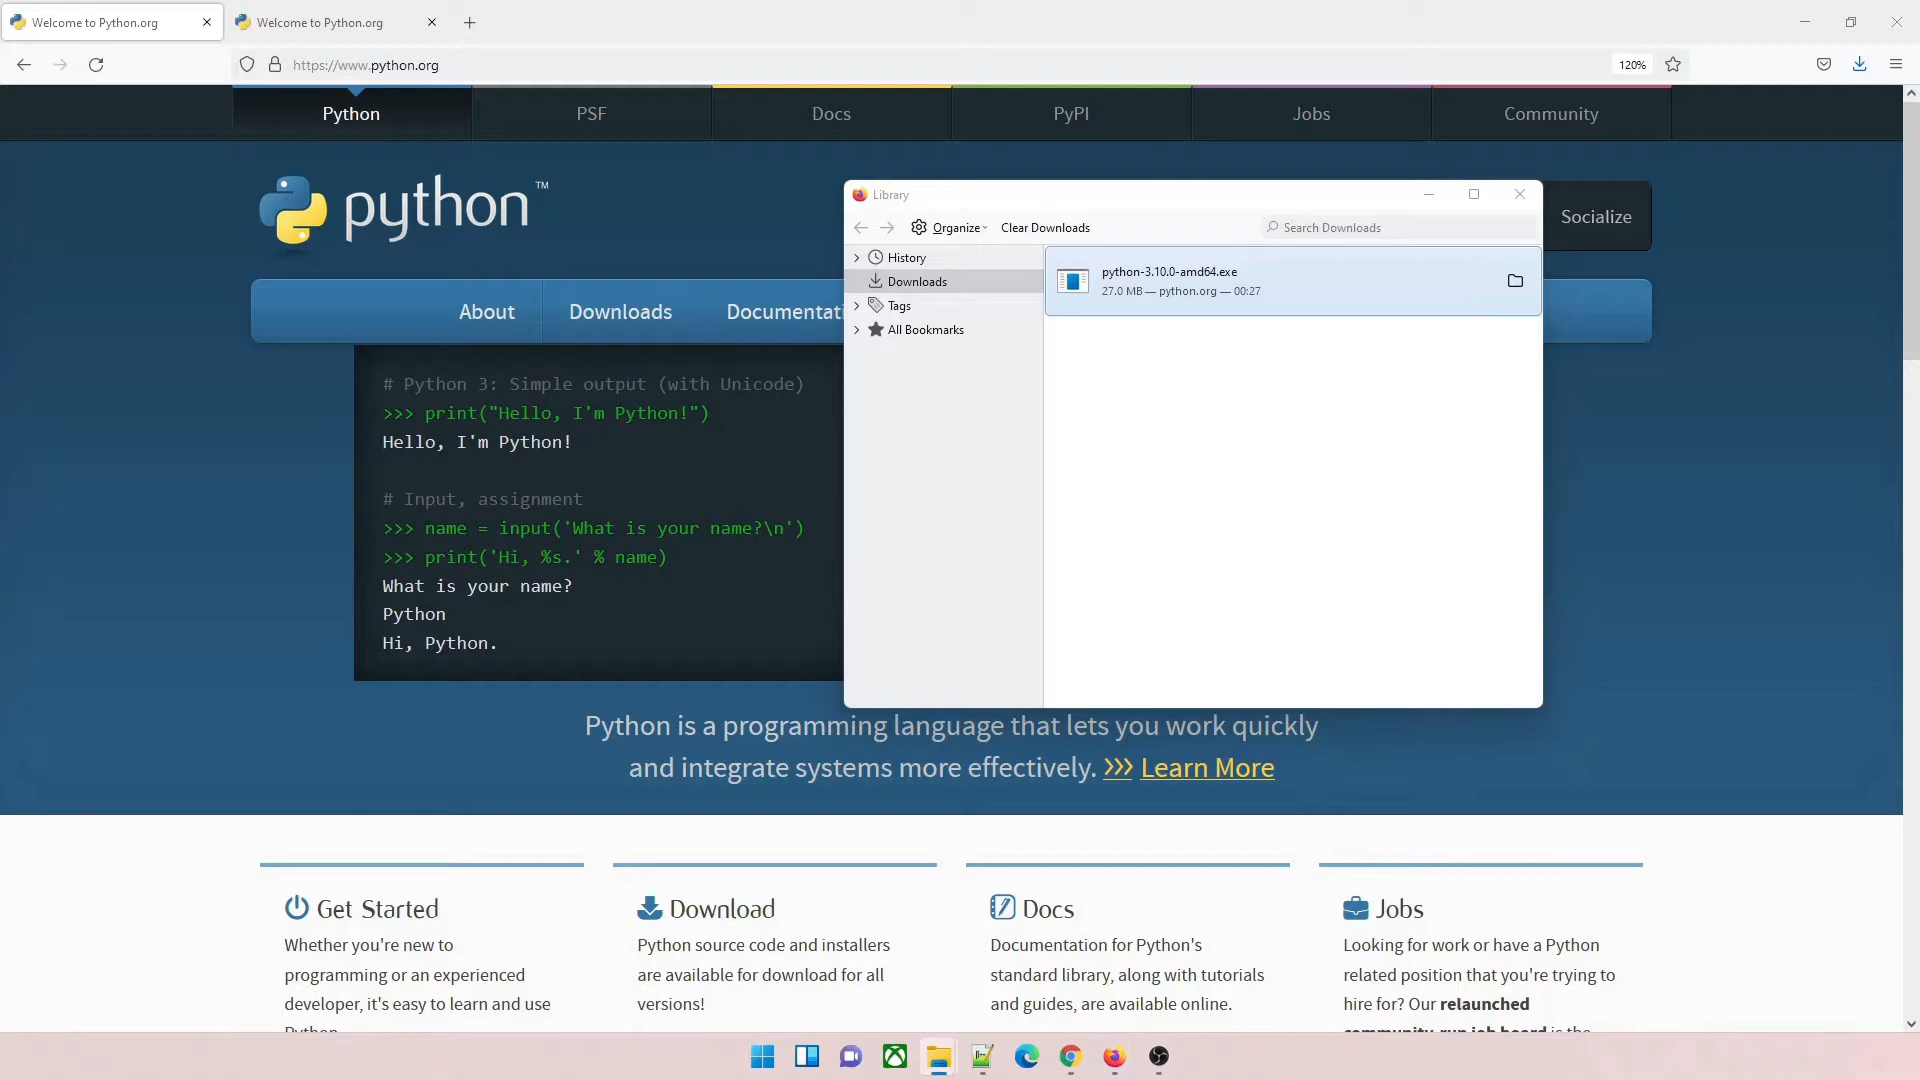 Welcome to Python.org
Welcome to Python.org
https://www.python.org
120%
Python
PSF
Docs
PyPI
Jobs
Community
python™
Socialize
About
Downloads
Documentati
Library
Organize
Clear Downloads
Search Downloads
History
Downloads
Tags
All Bookmarks
python-3.10.0-amd64.exe
27.0 MB — python.org — 00:27
# Python 3: Simple output (with Unicode)
>>> print("Hello, I'm Python!")
Hello, I'm Python!
# Input, assignment
>>> name = input('What is your name?\n')
>>> print('Hi, %s.' % name)
What is your name?
Python
Hi, Python.
Python is a programming language that lets you work quickly
and integrate systems more effectively. >>> Learn More
Get Started
Whether you're new to
programming or an experienced
developer, it's easy to learn and use
Python.
Download
Python source code and installers
are available for download for all
versions!
Docs
Documentation for Python's
standard library, along with tutorials
and guides, are available online.
Jobs
Looking for work or have a Python
related position that you're trying to
hire for? Our relaunched
community-run job board is the